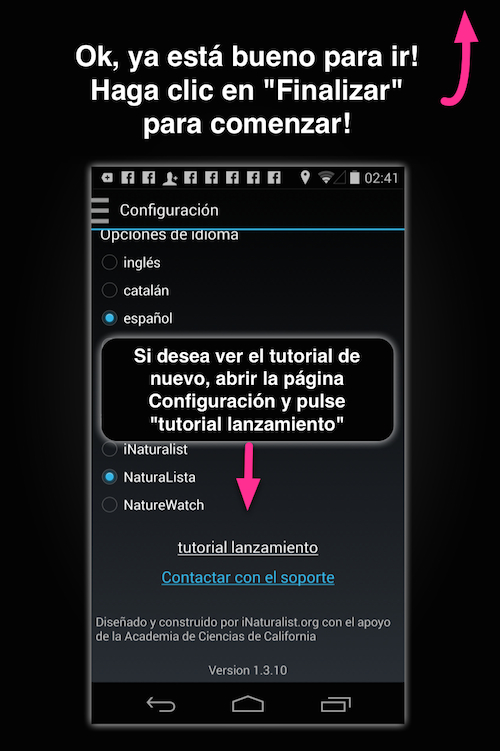 Ok, ya está bueno para ir!
Haga clic en "Finalizar"
para comenzar!
02:41
Configuración
Opciones de idioma
inglés
catalán
español
Si desea ver el tutorial de
nuevo, abrir la página
Configuración y pulse
"tutorial lanzamiento"
iNaturalist
NaturaLista
NatureWatch
tutorial lanzamiento
Contactar con el soporte
Diseñado y construido por iNaturalist.org con el apoyo
de la Academia de Ciencias de California
Version 1.3.10